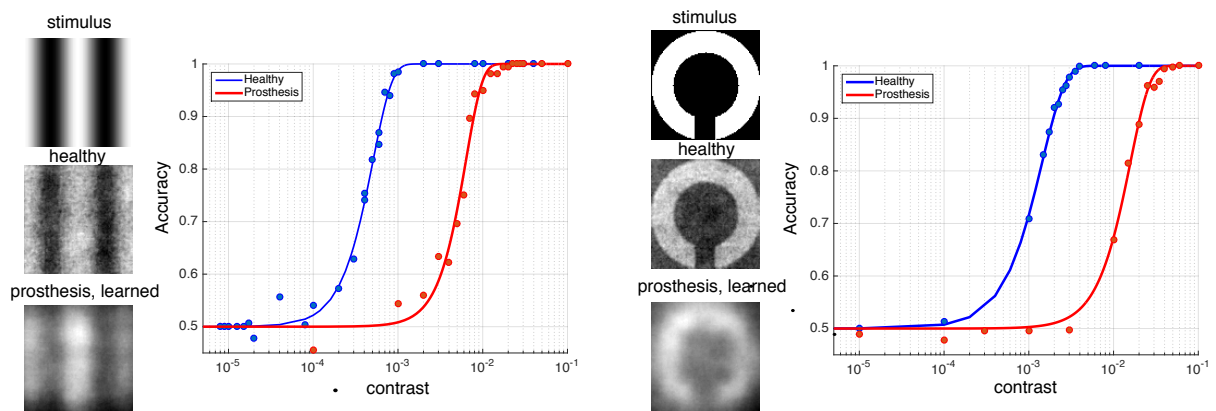 stimulus
healthy
prosthesis, learned
Healthy
Prosthesis
Accuracy
1
0.9
0.8
0.7
0.6
0.5
10-5
10-4
10-3
10-2
10-1
contrast
stimulus
healthy
prosthesis, learned
Healthy
Prosthesis
Accuracy
1
0.9
0.8
0.7
0.6
0.5
10-5
10-4
10-3
10-2
10-1
contrast